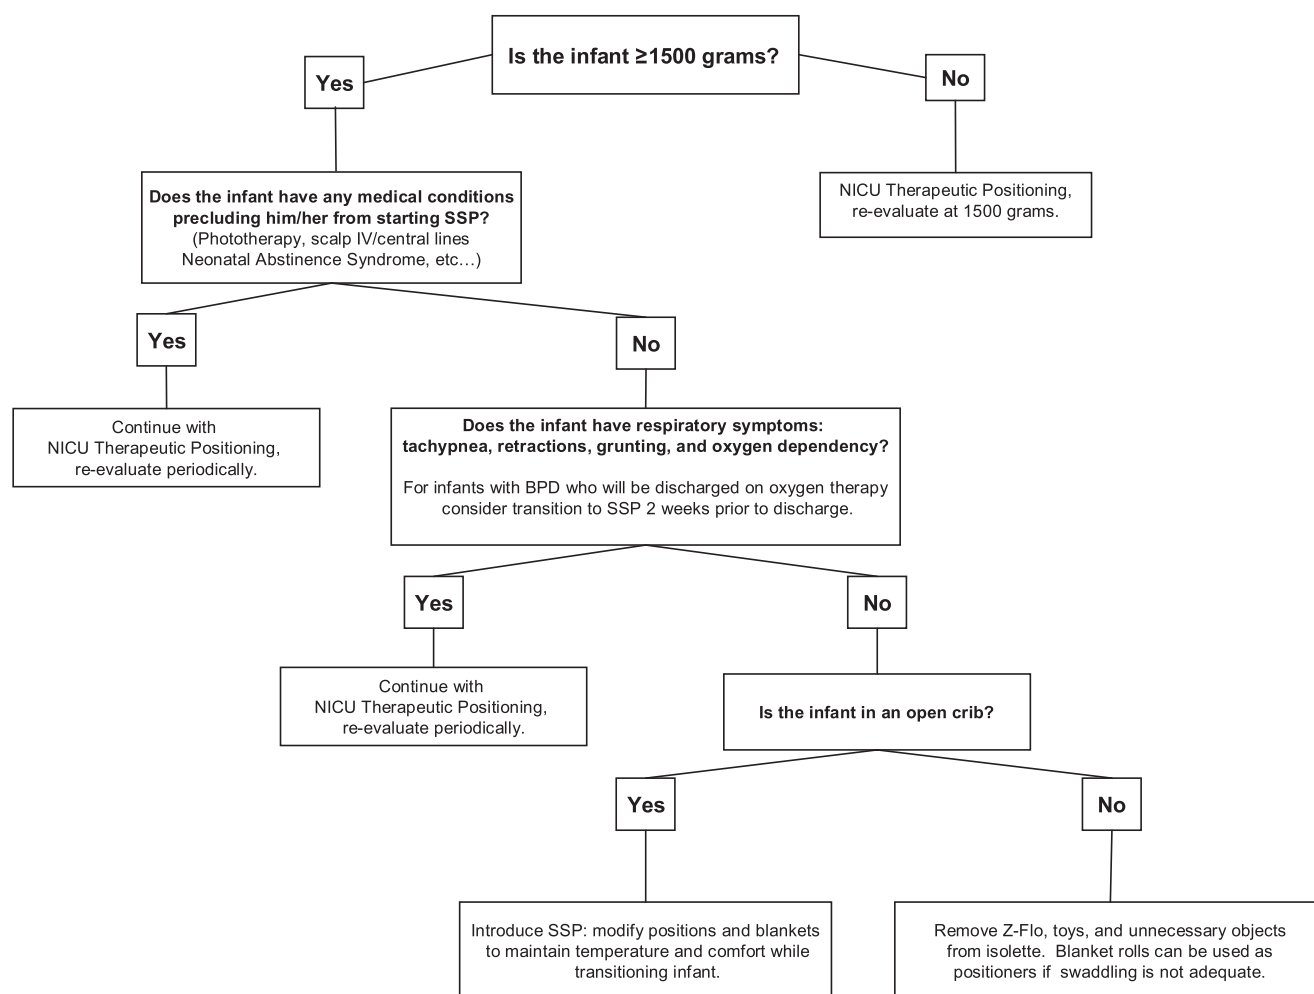 Is the infant ≥1500 grams?
Yes
No
Does the infant have any medical conditions
precluding him/her from starting SSP?
(Phototherapy, scalp IV/central lines
Neonatal Abstinence Syndrome, etc…)
NICU Therapeutic Positioning,
re-evaluate at 1500 grams.
Yes
No
Continue with
NICU Therapeutic Positioning,
re-evaluate periodically.
Does the infant have respiratory symptoms:
tachypnea, retractions, grunting, and oxygen dependency?
For infants with BPD who will be discharged on oxygen therapy
consider transition to SSP 2 weeks prior to discharge.
Yes
No
Continue with
NICU Therapeutic Positioning,
re-evaluate periodically.
Is the infant in an open crib?
Yes
No
Introduce SSP: modify positions and blankets
to maintain temperature and comfort while
transitioning infant.
Remove Z-Flo, toys, and unnecessary objects
from isolette.  Blanket rolls can be used as
positioners if  swaddling is not adequate.